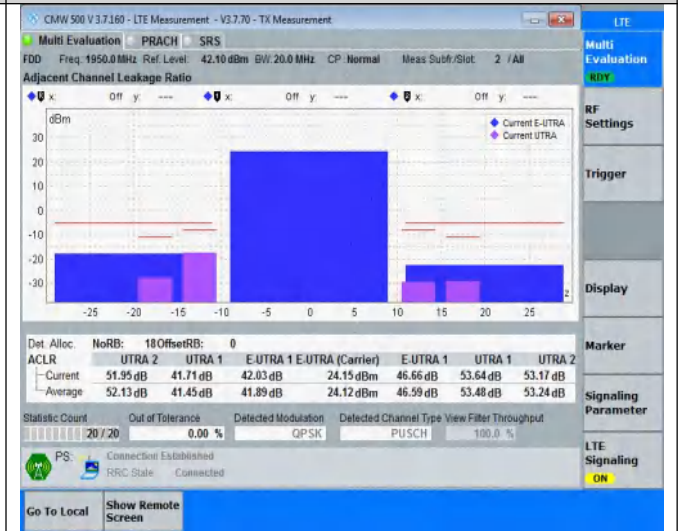 CMW 500 V 3.7.160 - LTE Measurement - V3.7.70 - TX Measurement
LTE
Multi Evaluation PRACH SRS
Multi Evaluation
RDY
FDD Freq: 1950.0 MHz Ref. Level: 42.10 dBm BW: 20.0 MHz CP: Normal Meas Subfr./Slot: 2 / All
Adjacent Channel Leakage Ratio
x: Off y: --- x: Off y: --- x: Off y: ---
dBm
Current E-UTRA
Current UTRA
RF Settings
Trigger
30
20
10
0
-10
-20
-30
-25 -20 -15 -10 -5 0 5 10 15 20 25
Display
Det. Alloc. NoRB: 18 OffsetRB: 0
Marker
ACLR UTRA 2 UTRA 1 E-UTRA 1 E-UTRA (Carrier) E-UTRA 1 UTRA 1 UTRA 2
Current 51.95 dB 41.71 dB 42.03 dB 24.15 dBm 46.66 dB 53.64 dB 53.17 dB
Average 52.13 dB 41.45 dB 41.89 dB 24.12 dBm 46.59 dB 53.48 dB 53.24 dB
Signaling Parameter
Statistic Count Out of Tolerance Detected Modulation Detected Channel Type View Filter Throughput
20 / 20 0.00 % QPSK PUSCH 100.0 %
PS: Connection Established
RRC State Connected
LTE Signaling
ON
Go To Local
Show Remote Screen